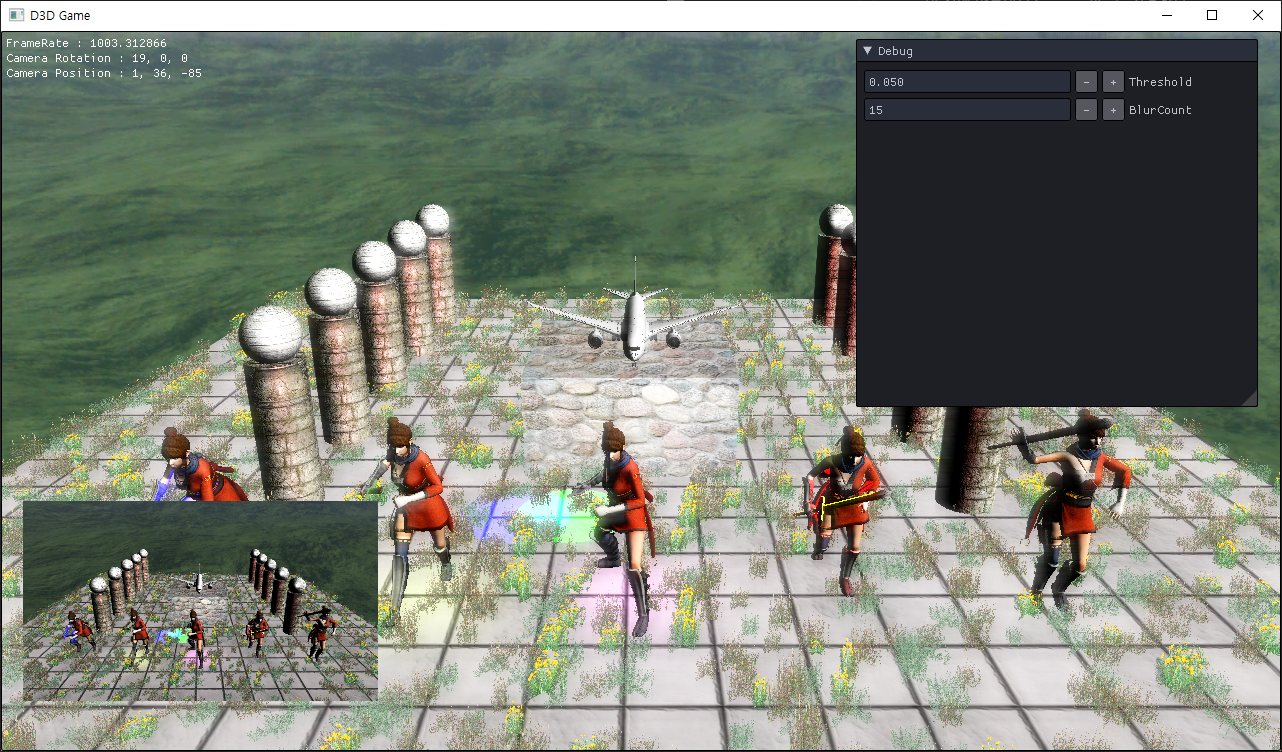 D3D Game
FrameRate : 1003.312866
Camera Rotation : 19, 0, 0
Camera Position : 1, 36, -85
Debug
0.050 - + Threshold
15 - + BlurCount